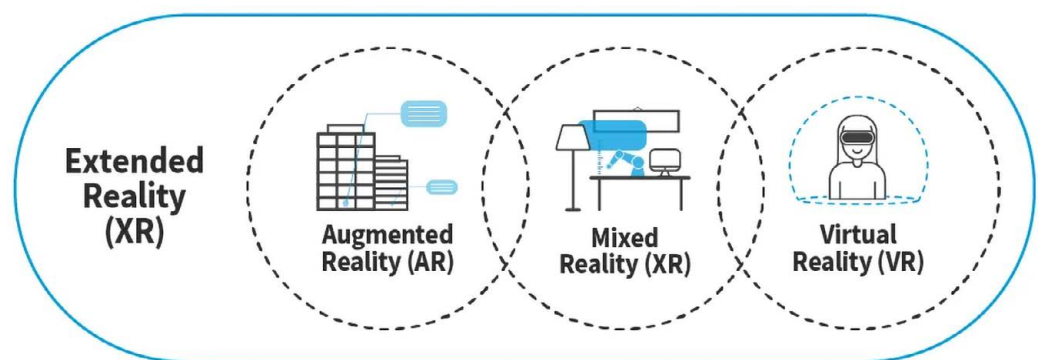 Extended
Reality
(XR)
Augmented
Reality (AR)
Mixed
Reality (XR)
Virtual
Reality (VR)